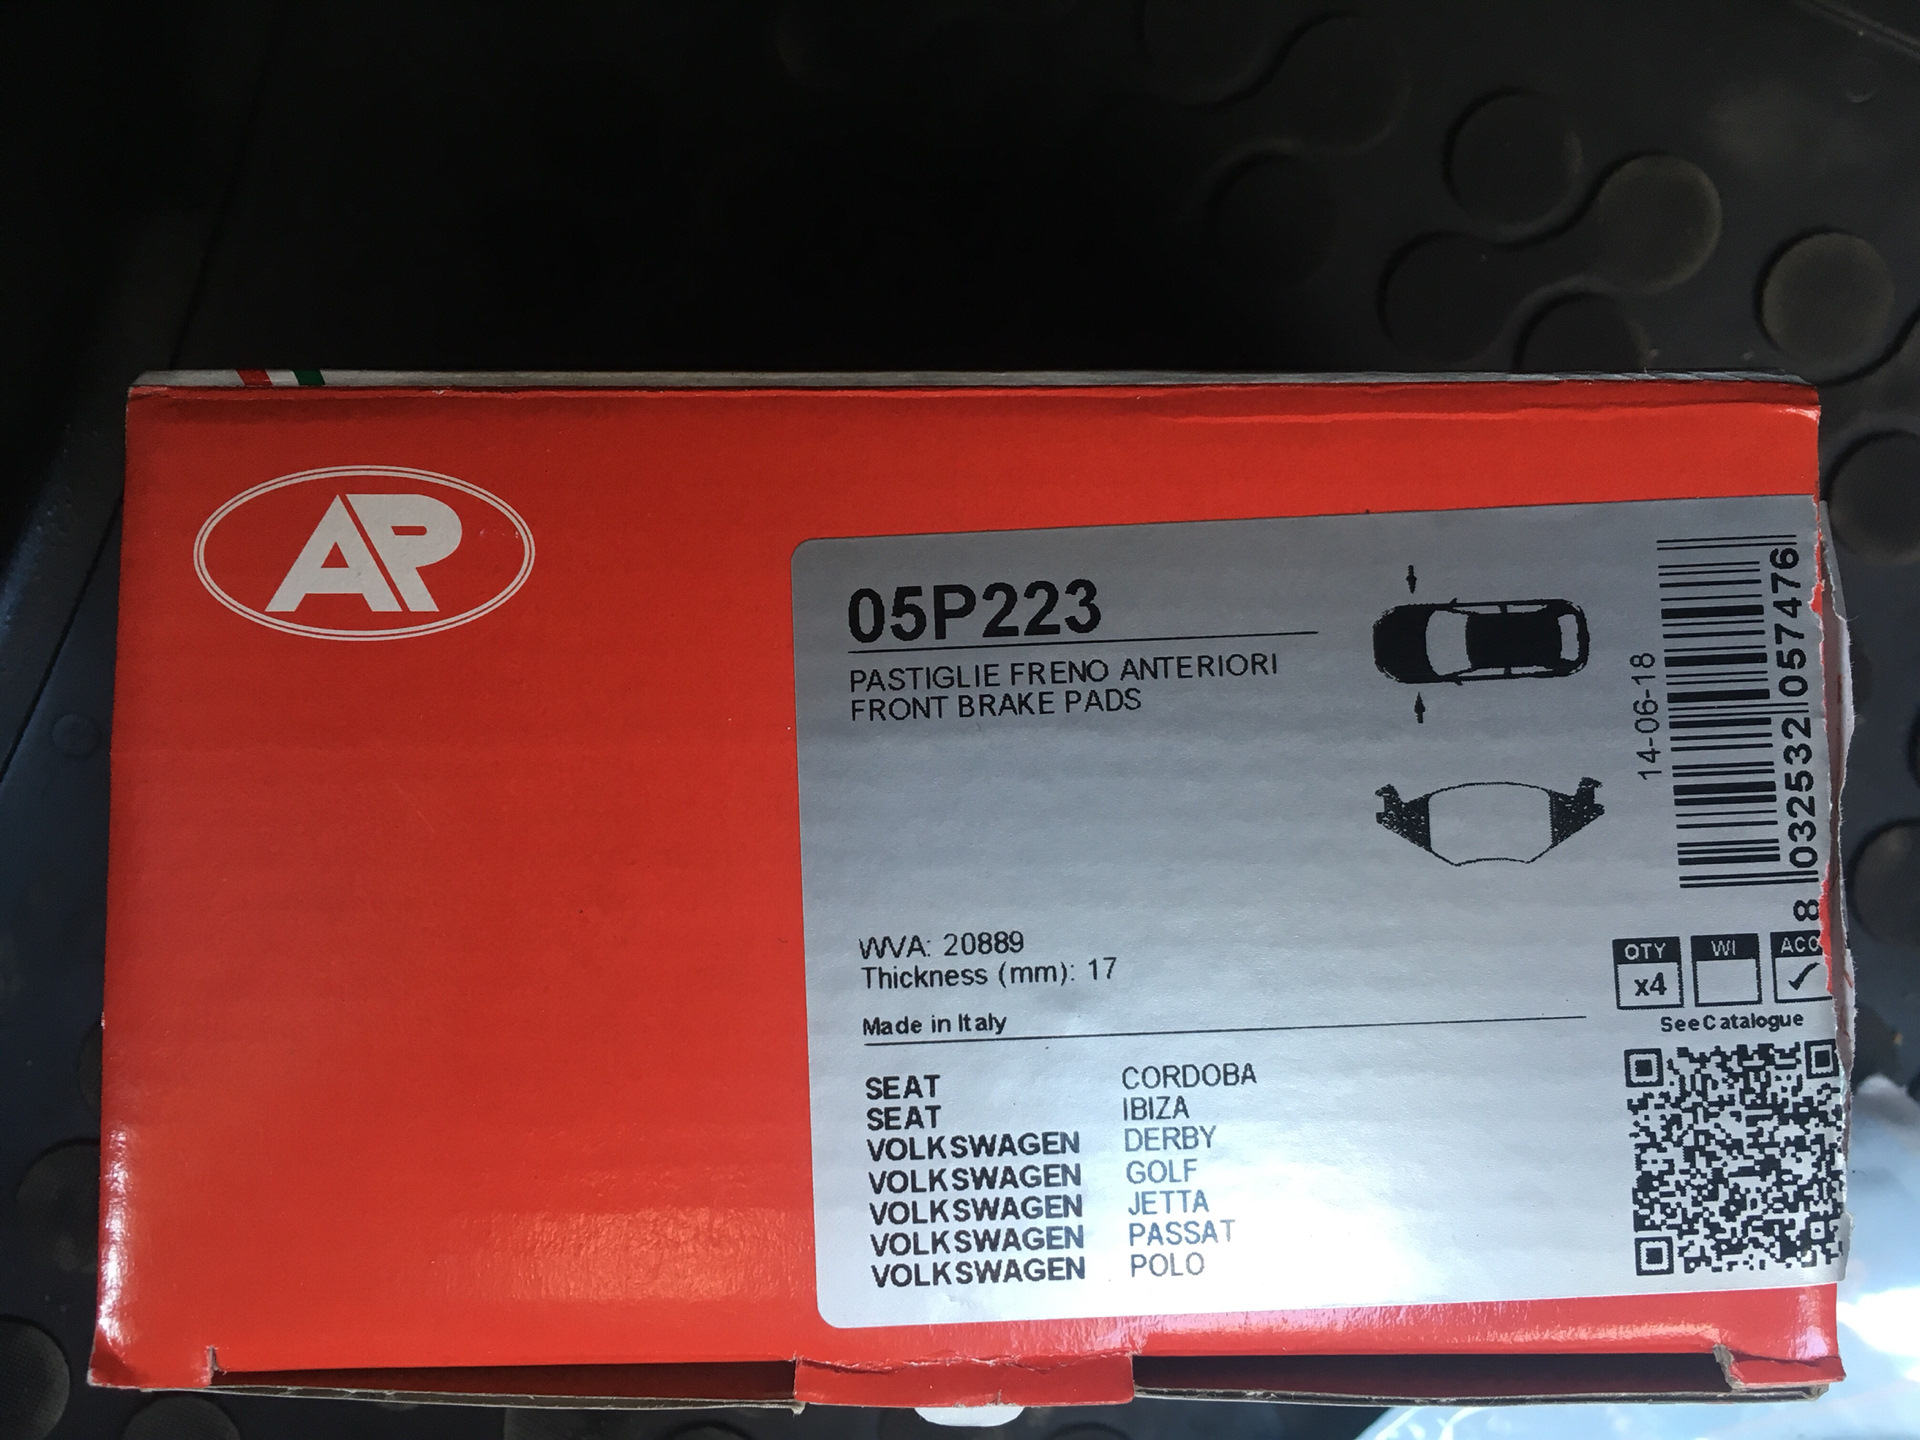 AP
05P223
PASTIGLIE FRENO ANTERIORI
FRONT BRAKE PADS
14-06-18
8 032532 057476
WVA: 20889
Thickness (mm): 17
Made in Italy
QTY WI ACC
x4
See Catalogue
SEAT CORDOBA
SEAT IBIZA
VOLKSWAGEN DERBY
VOLKSWAGEN GOLF
VOLKSWAGEN JETTA
VOLKSWAGEN PASSAT
VOLKSWAGEN POLO